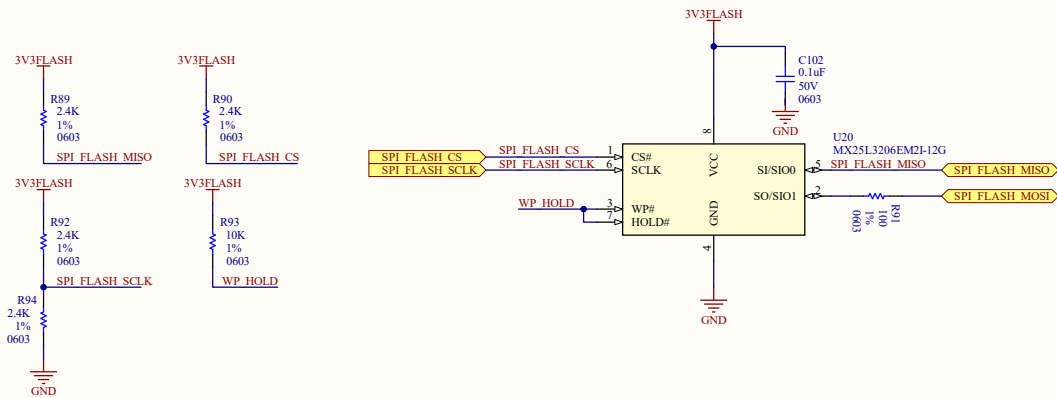 3V3FLASH
R89
2.4K
1%
0603
SPI_FLASH_MISO
3V3FLASH
R90
2.4K
1%
0603
SPI_FLASH_CS
3V3FLASH
R92
2.4K
1%
0603
SPI_FLASH_SCLK
R94
2.4K
1%
0603
GND
3V3FLASH
R93
10K
1%
0603
WP_HOLD
3V3FLASH
C102
0.1uF
50V
0603
GND
U20
MX25L3206EM2I-12G
SPI_FLASH_CS
SPI_FLASH_CS
1
CS#
SPI_FLASH_SCLK
SPI_FLASH_SCLK
6
SCLK
WP_HOLD
3
WP#
7
HOLD#
8
VCC
GND
4
GND
SI/SIO0
5
SPI_FLASH_MISO
SPI_FLASH_MISO
SO/SIO1
2
R91
100
1%
0603
SPI_FLASH_MOSI